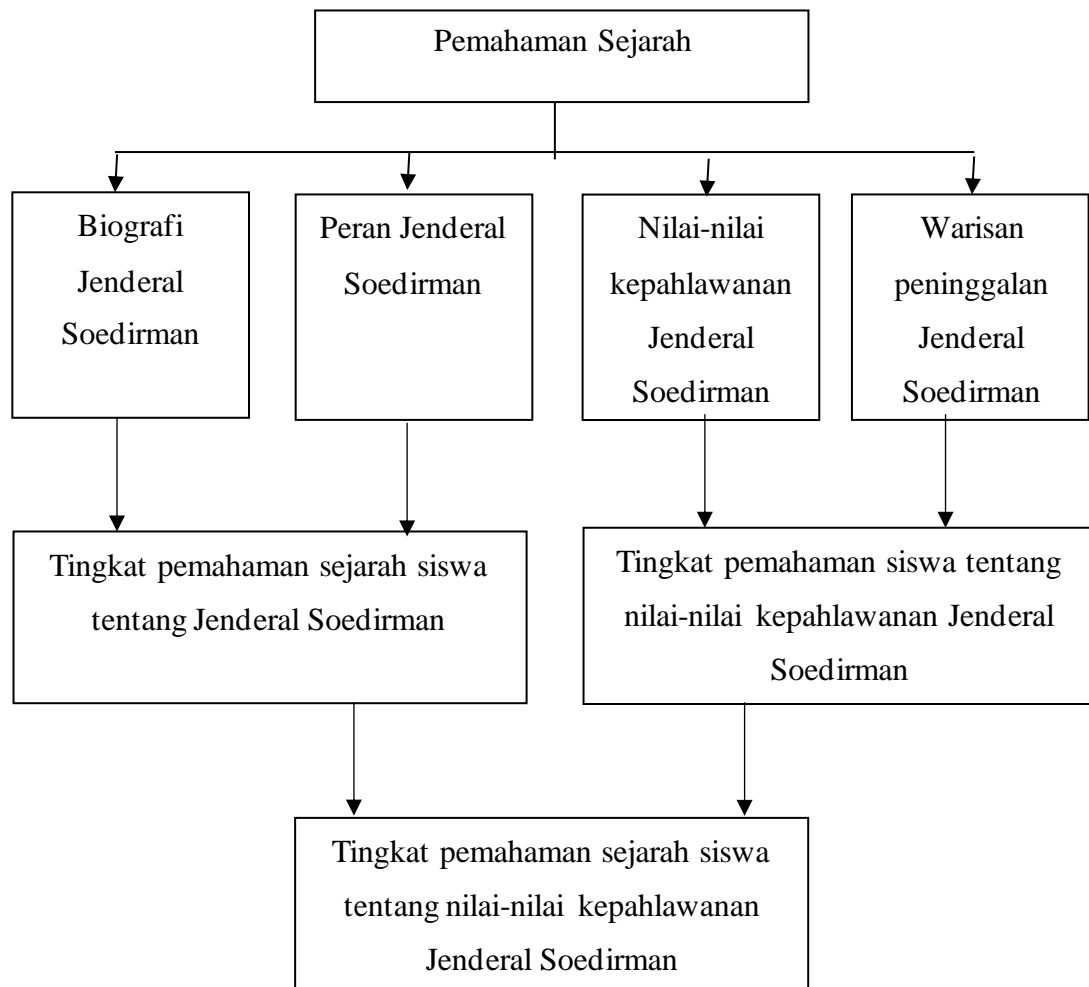 Pemahaman Sejarah
Biografi
Jenderal
Soedirman
Peran Jenderal
Soedirman
Nilai-nilai
kepahlawanan
Jenderal
Soedirman
Warisan
peninggalan
Jenderal
Soedirman
Tingkat pemahaman sejarah siswa
tentang Jenderal Soedirman
Tingkat pemahaman siswa tentang
nilai-nilai kepahlawanan Jenderal
Soedirman
Tingkat pemahaman sejarah siswa
tentang nilai-nilai kepahlawanan
Jenderal Soedirman